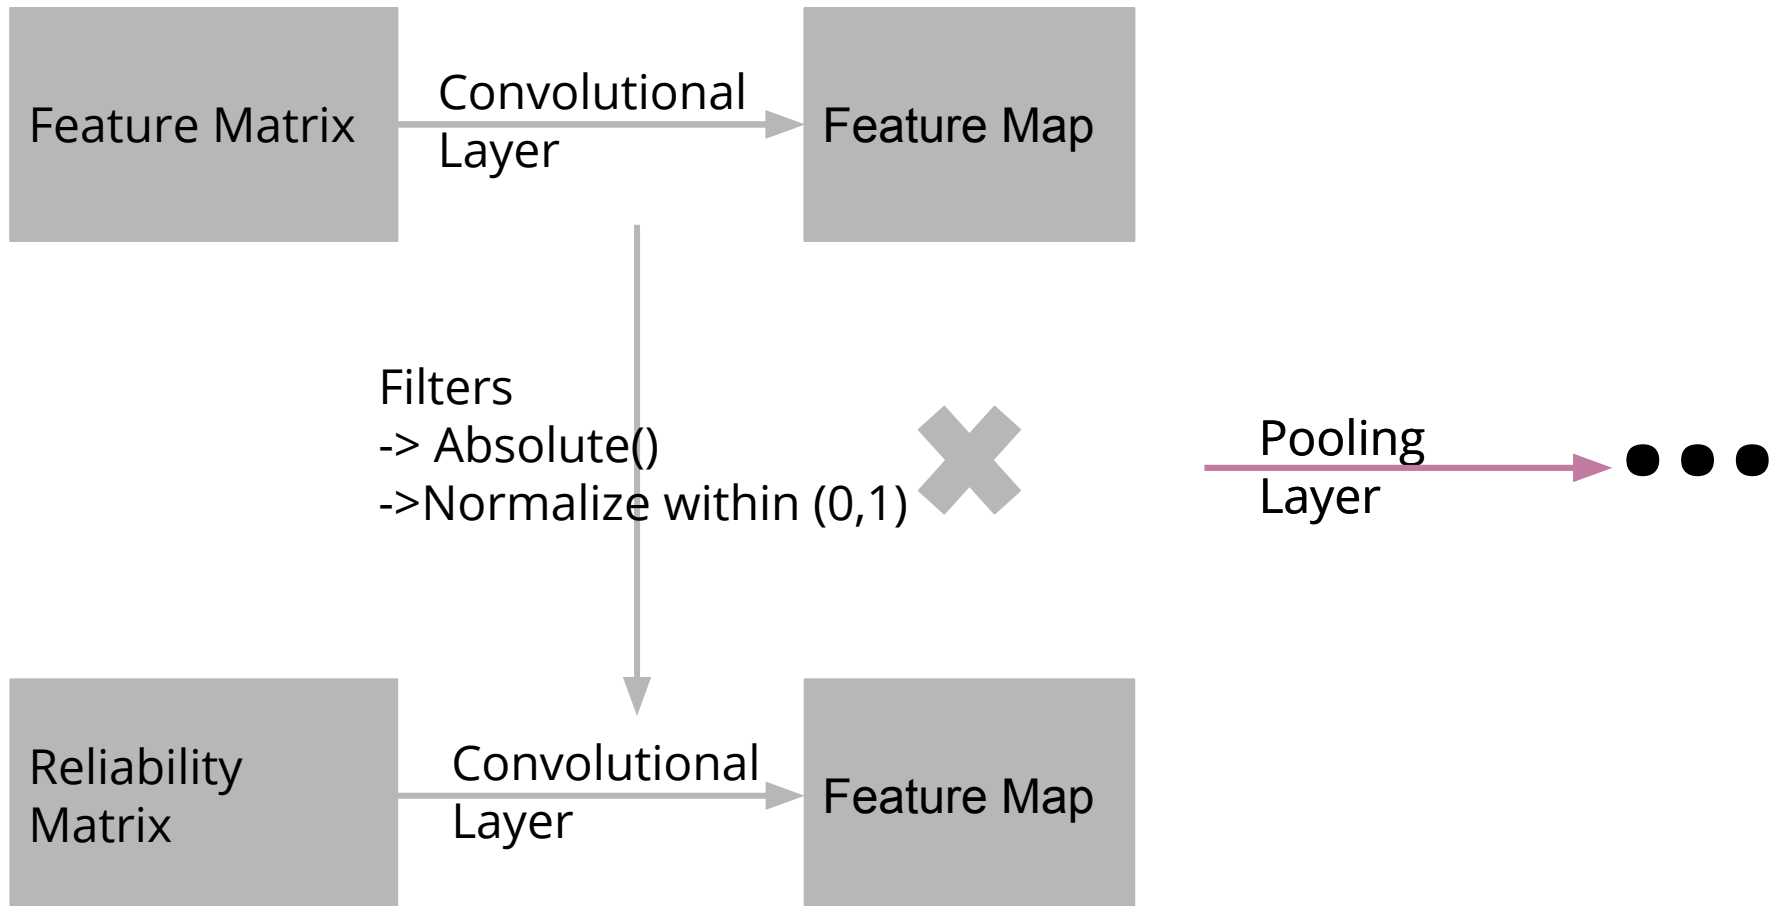 Feature Matrix
Convolutional
Layer
Feature Map
Filters
-> Absolute()
->Normalize within (0,1)
Pooling
Layer
Reliability
Matrix
Convolutional
Layer
Feature Map